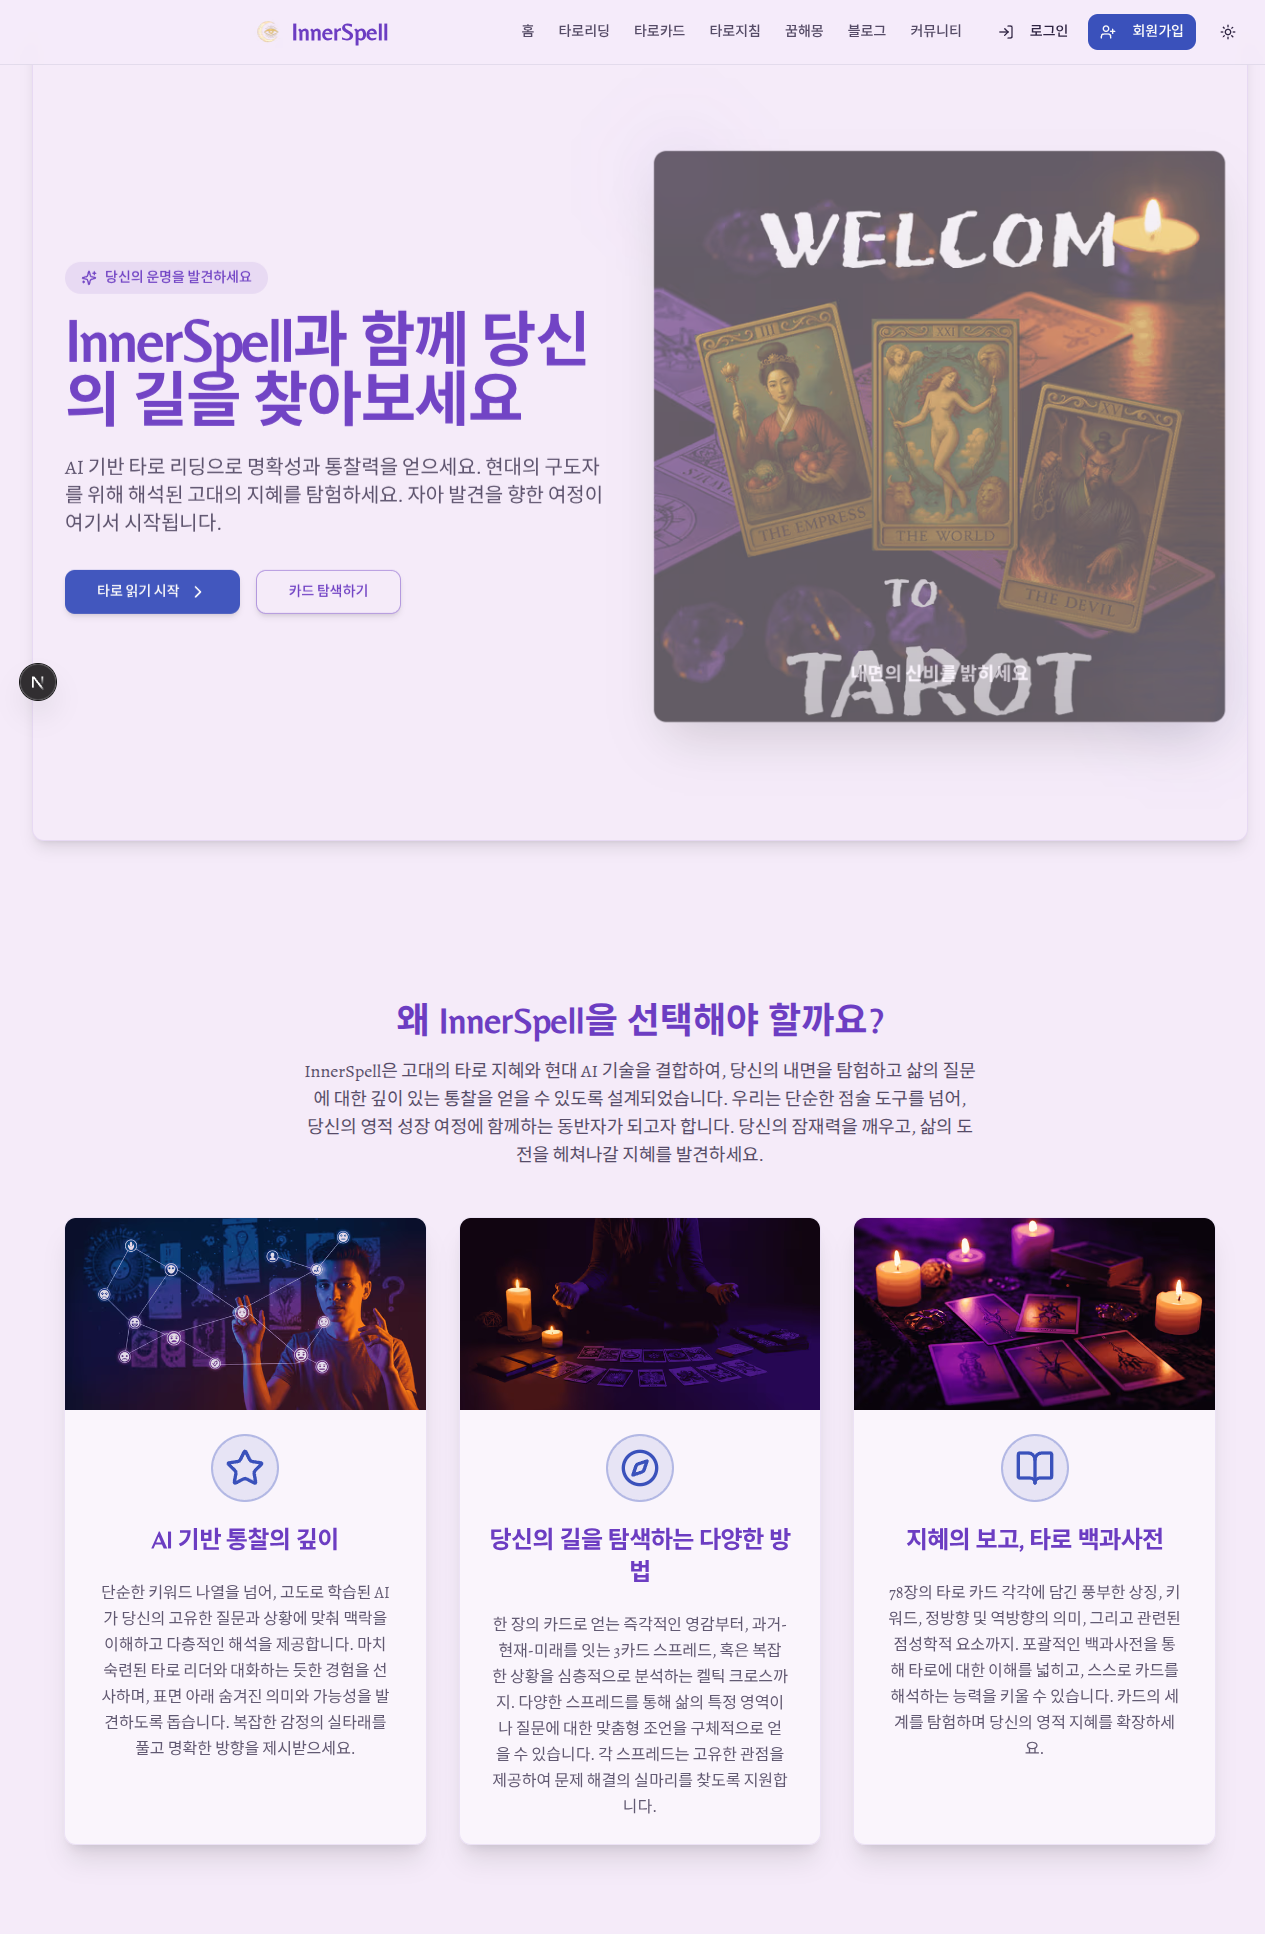 InnerSpell
홈 타로리딩 타로카드 타로지침 꿈해몽 블로그 커뮤니티 로그인 회원가입
당신의 운명을 발견하세요
InnerSpell과 함께 당신
의 길을 찾아보세요
AI 기반 타로 리딩으로 명확성과 통찰력을 얻으세요. 현대의 구도자
를 위해 해석된 고대의 지혜를 탐험하세요. 자아 발견을 향한 여정이
여기서 시작됩니다.
타로 읽기 시작
카드 탐색하기
N
WELCOM
III
XXI
XV
THE EMPRESS
THE WORLD
THE DEVIL
TO
TAROT
내면의 신비를 밝히세요
왜 InnerSpell을 선택해야 할까요?
InnerSpell은 고대의 타로 지혜와 현대 AI 기술을 결합하여, 당신의 내면을 탐험하고 삶의 질문
에 대한 깊이 있는 통찰을 얻을 수 있도록 설계되었습니다. 우리는 단순한 점술 도구를 넘어,
당신의 영적 성장 여정에 함께하는 동반자가 되고자 합니다. 당신의 잠재력을 깨우고, 삶의 도
전을 헤쳐나갈 지혜를 발견하세요.
?
AI 기반 통찰의 깊이
단순한 키워드 나열을 넘어, 고도로 학습된 AI
가 당신의 고유한 질문과 상황에 맞춰 맥락을
이해하고 다층적인 해석을 제공합니다. 마치
숙련된 타로 리더와 대화하는 듯한 경험을 선
사하며, 표면 아래 숨겨진 의미와 가능성을 발
견하도록 돕습니다. 복잡한 감정의 실타래를
풀고 명확한 방향을 제시받으세요.
당신의 길을 탐색하는 다양한 방
법
한 장의 카드로 얻는 즉각적인 영감부터, 과거-
현재-미래를 잇는 3카드 스프레드, 혹은 복잡
한 상황을 심층적으로 분석하는 켈틱 크로스까
지. 다양한 스프레드를 통해 삶의 특정 영역이
나 질문에 대한 맞춤형 조언을 구체적으로 얻
을 수 있습니다. 각 스프레드는 고유한 관점을
제공하여 문제 해결의 실마리를 찾도록 지원합
니다.
지혜의 보고, 타로 백과사전
78장의 타로 카드 각각에 담긴 풍부한 상징, 키
워드, 정방향 및 역방향의 의미, 그리고 관련된
점성학적 요소까지. 포괄적인 백과사전을 통
해 타로에 대한 이해를 넓히고, 스스로 카드를
해석하는 능력을 키울 수 있습니다. 카드의 세
계를 탐험하며 당신의 영적 지혜를 확장하세
요.